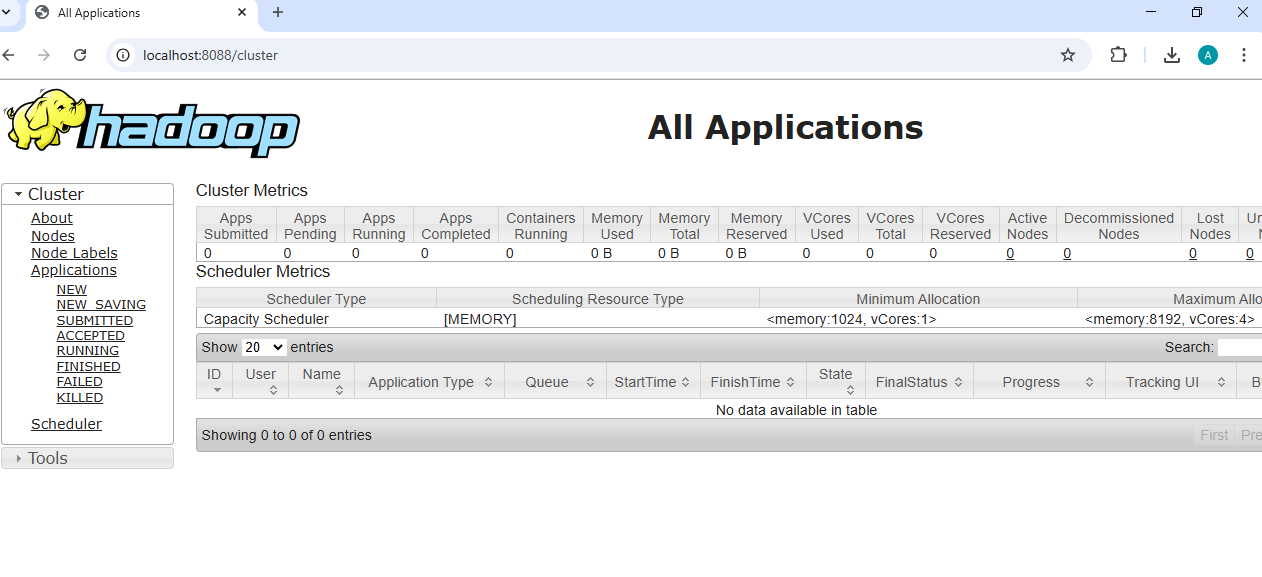 All Applications
localhost:8088/cluster
A
hadoop
All Applications
Cluster
About
Nodes
Node Labels
Applications
NEW
NEW_SAVING
SUBMITTED
ACCEPTED
RUNNING
FINISHED
FAILED
KILLED
Scheduler
Tools
Cluster Metrics
Apps Submitted Apps Pending Apps Running Apps Completed Containers Running Memory Used Memory Total Memory Reserved VCores Used VCores Total VCores Reserved Active Nodes Decommissioned Nodes Lost Nodes
0 0 0 0 0 0 B 0 B 0 B 0 0 0 0 0 0 0
Scheduler Metrics
Scheduler Type Scheduling Resource Type Minimum Allocation Maximum Allo
Capacity Scheduler [MEMORY] <memory:1024, vCores:1> <memory:8192, vCores:4>
Show 20 entries Search:
ID User Name Application Type Queue StartTime FinishTime State FinalStatus Progress Tracking UI
No data available in table
Showing 0 to 0 of 0 entries First Pre